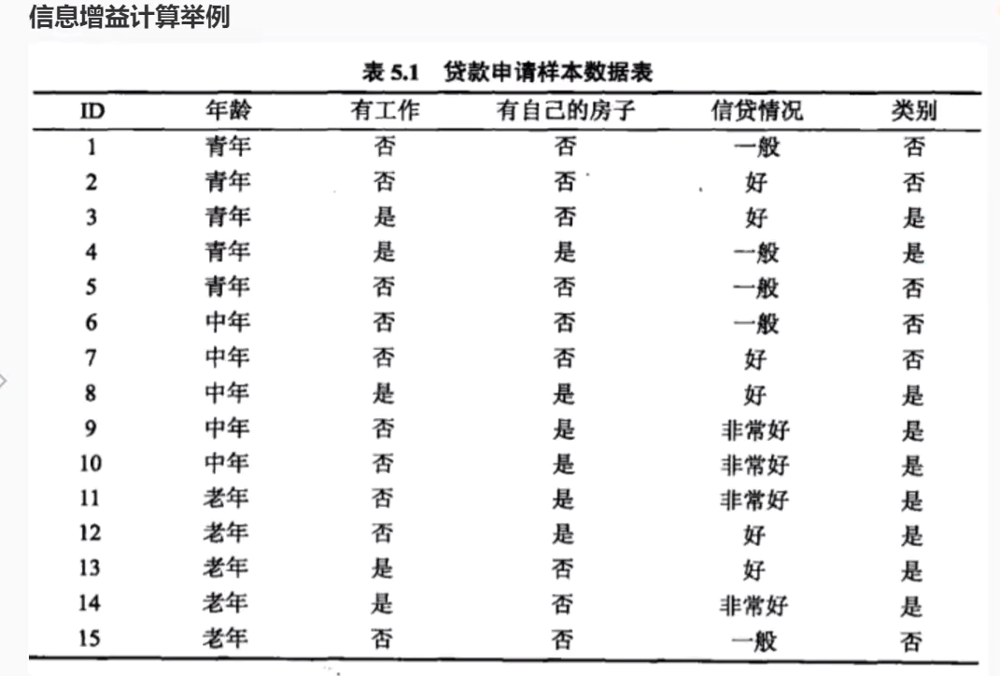 信息增益计算举例
表 5.1 贷款申请样本数据表
ID 年龄 有工作 有自己的房子 信贷情况 类别
1 青年 否 否 一般 否
2 青年 否 否 好 否
3 青年 是 否 好 是
4 青年 是 是 一般 是
5 青年 否 否 一般 否
6 中年 否 否 一般 否
7 中年 否 否 好 否
8 中年 是 是 好 是
9 中年 否 是 非常好 是
10 中年 否 是 非常好 是
11 老年 否 是 非常好 是
12 老年 否 是 好 是
13 老年 是 否 好 是
14 老年 是 否 非常好 是
15 老年 否 否 一般 否